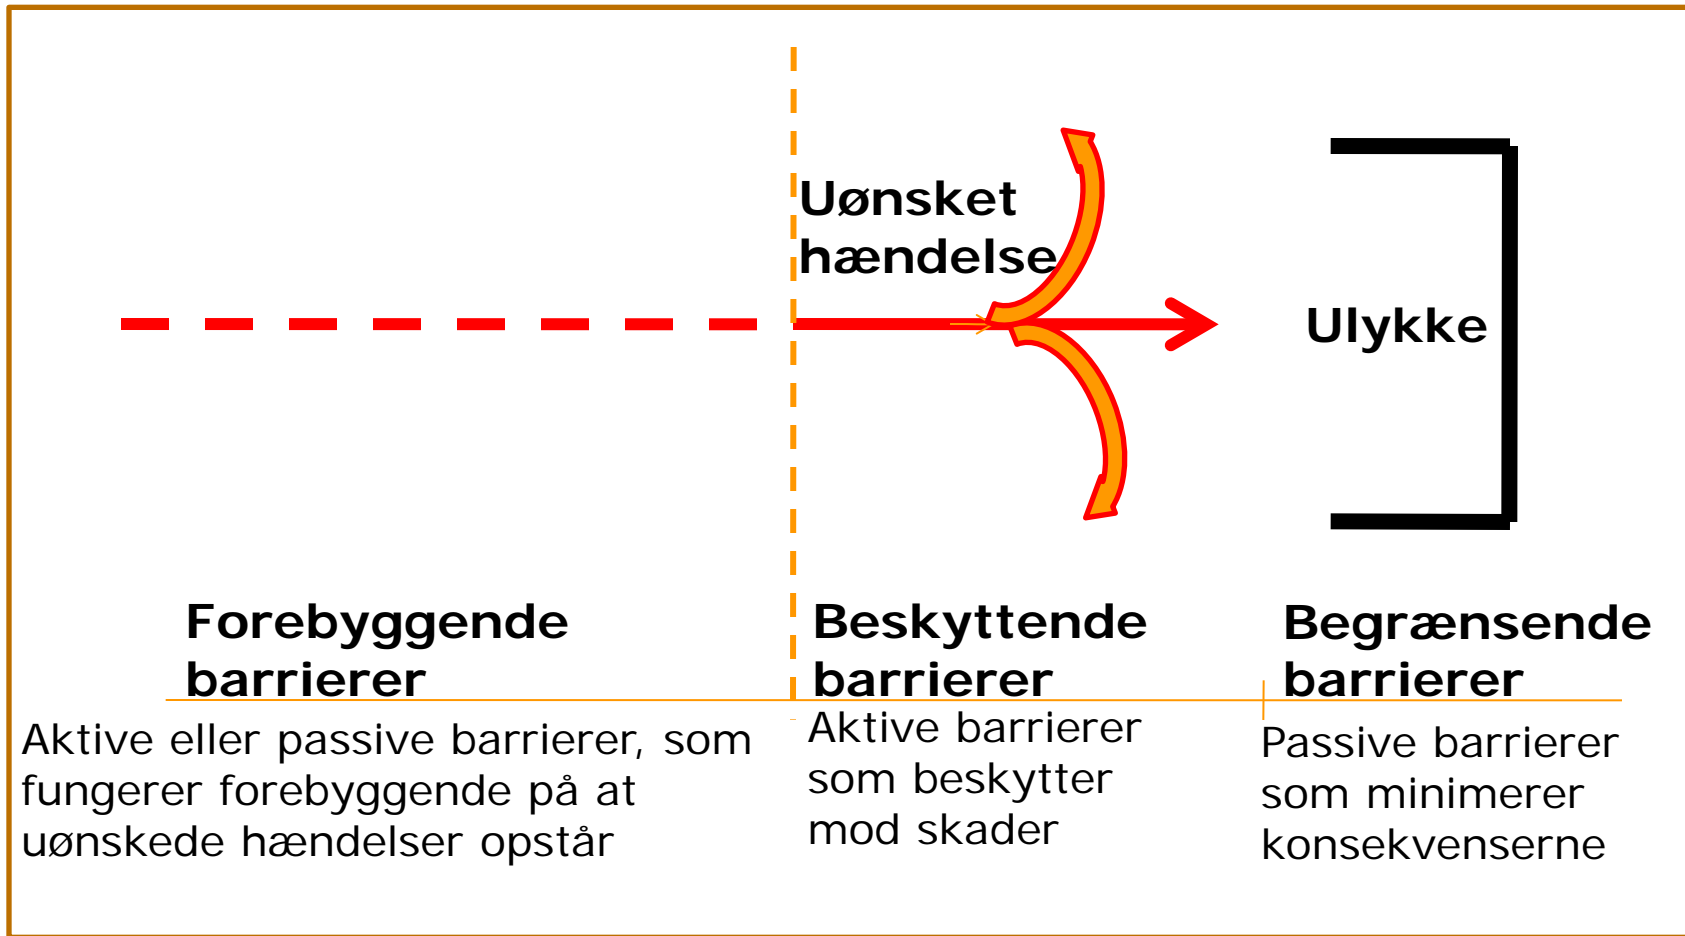 Uønsket
hændelse
Ulykke
Forebyggende
barrierer
Aktive eller passive barrierer, som
fungerer forebyggende på at
uønskede hændelser opstår
Beskyttende
barrierer
Aktive barrierer
som beskytter
mod skader
Begrænsende
barrierer
Passive barrierer
som minimerer
konsekvenserne